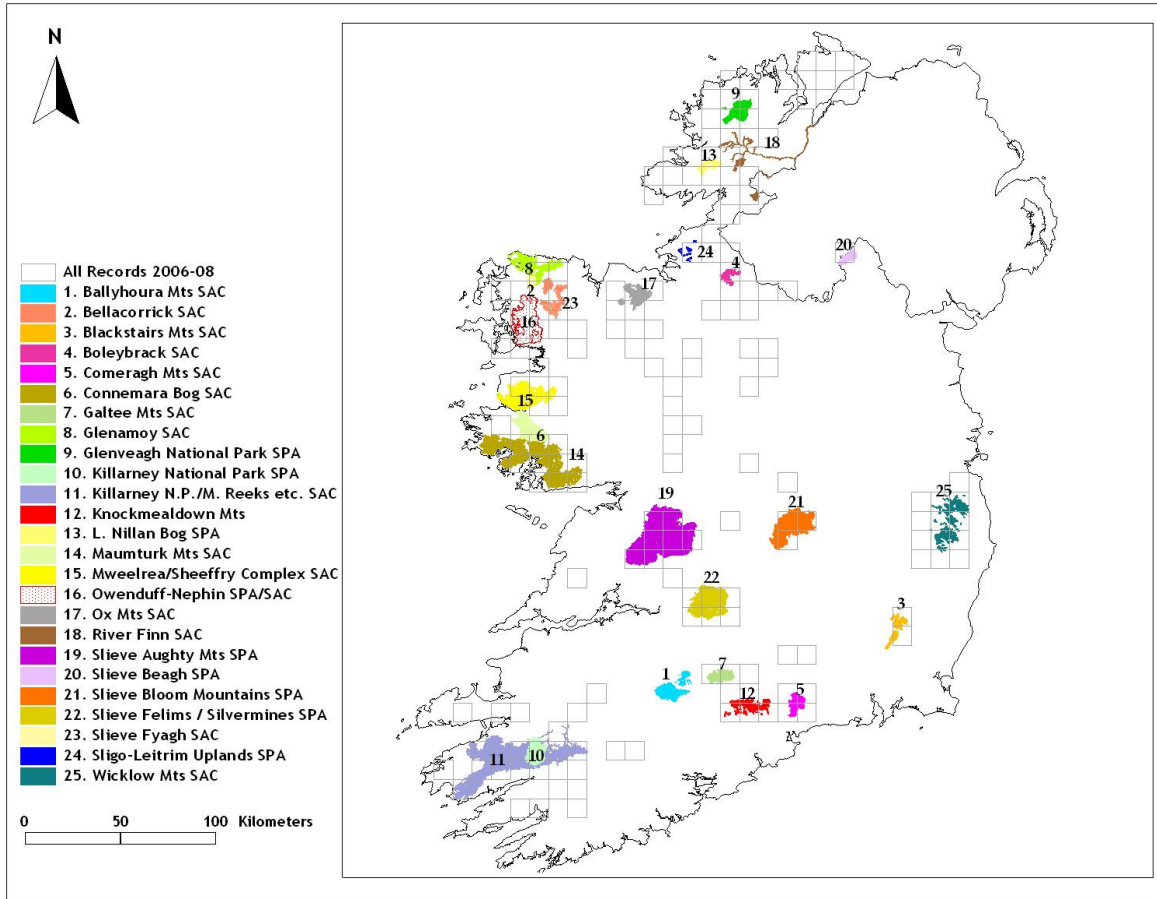 N
All Records 2006-08
1. Ballyhoura Mts SAC
2. Bellacorrick SAC
3. Blackstairs Mts SAC
4. Boleybrack SAC
5. Comeragh Mts SAC
6. Connemara Bog SAC
7. Galtee Mts SAC
8. Glenamoy SAC
9. Glenveagh National Park SPA
10. Killarney National Park SPA
11. Killarney N.P./M. Reeks etc. SAC
12. Knockmealdown Mts
13. L. Nillan Bog SPA
14. Maumturk Mts SAC
15. Mweelrea/Sheeffry Complex SAC
16. Owenduff-Nephin SPA/SAC
17. Ox Mts SAC
18. River Finn SAC
19. Slieve Aughty Mts SPA
20. Slieve Beagh SPA
21. Slieve Bloom Mountains SPA
22. Slieve Felims / Silvermines SPA
23. Slieve Fyagh SAC
24. Sligo-Leitrim Uplands SPA
25. Wicklow Mts SAC
0 50 100 Kilometers
9
18
13
20
24
4
8
17
2
23
16
15
6
14
19
21
25
22
3
1
7
12
5
11
10